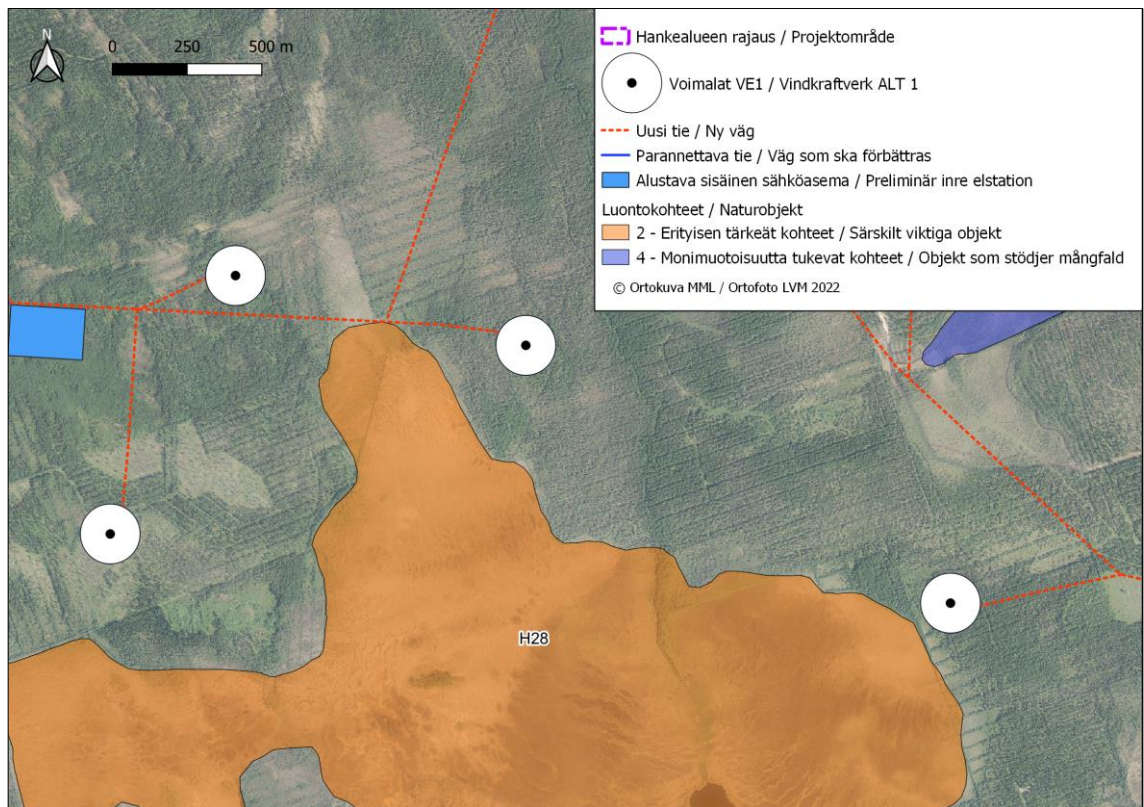 N
0 250 500 m
Hankealueen rajaus / Projektområde
Voimalat VE1 / Vindkraftverk ALT 1
Uusi tie / Ny väg
Parannettava tie / Väg som ska förbättras
Alustava sisäinen sähköasema / Preliminär inre elstation
Luontokohteet / Naturobjekt
2 - Erityisen tärkeät kohteet / Särskilt viktiga objekt
4 - Monimuotoisuutta tukevat kohteet / Objekt som stödjer mångfald
© Ortokuva MML / Ortofoto LVM 2022
H28